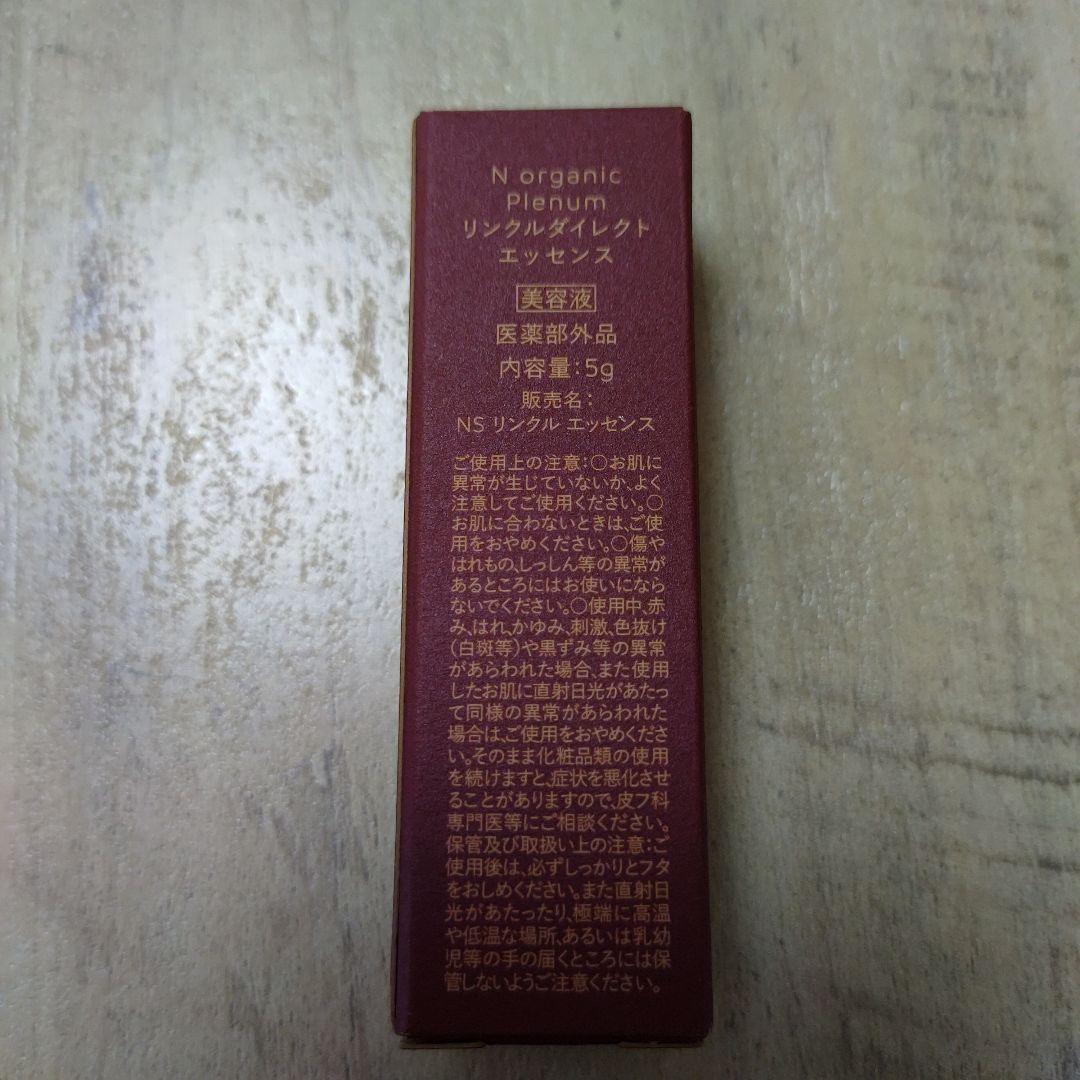 N organic
Plenum
リンクルダイレクト
エッセンス
美容液
医薬部外品
内容量:5g
販売名:
NS リンクル エッセンス
ご使用上の注意:○お肌に
異常が生じていないか、よく
注意してご使用ください。○
お肌に合わないときは、ご使
用をおやめください。○傷や
はれもの、しっしん等の異常が
あるところにはお使いになら
ないでください。○使用中、赤
み、はれ、かゆみ、刺激、色抜け
(白斑等)や黒ずみ等の異常
があらわれた場合、また使用
したお肌に直射日光があたっ
て同様の異常があらわれた
場合は、ご使用をおやめくださ
い。そのまま化粧品類の使用
を続けますと、症状を悪化させ
ることがありますので、皮フ科
専門医等にご相談ください。
保管及び取扱い上の注意:ご
使用後は、必ずしっかりとフタ
をおしめください。また直射日
光があたったり、極端に高温
や低温な場所、あるいは乳幼
児等の手の届くところには保
管しないようご注意ください。